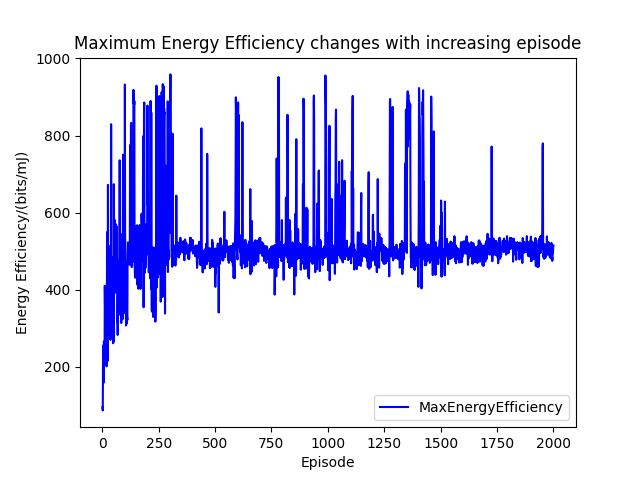 Maximum Energy Efficiency changes with increasing episode
1000
800
600
400
200
Energy Efficiency/(bits/mJ)
MaxEnergyEfficiency
0 250 500 750 1000 1250 1500 1750 2000
Episode